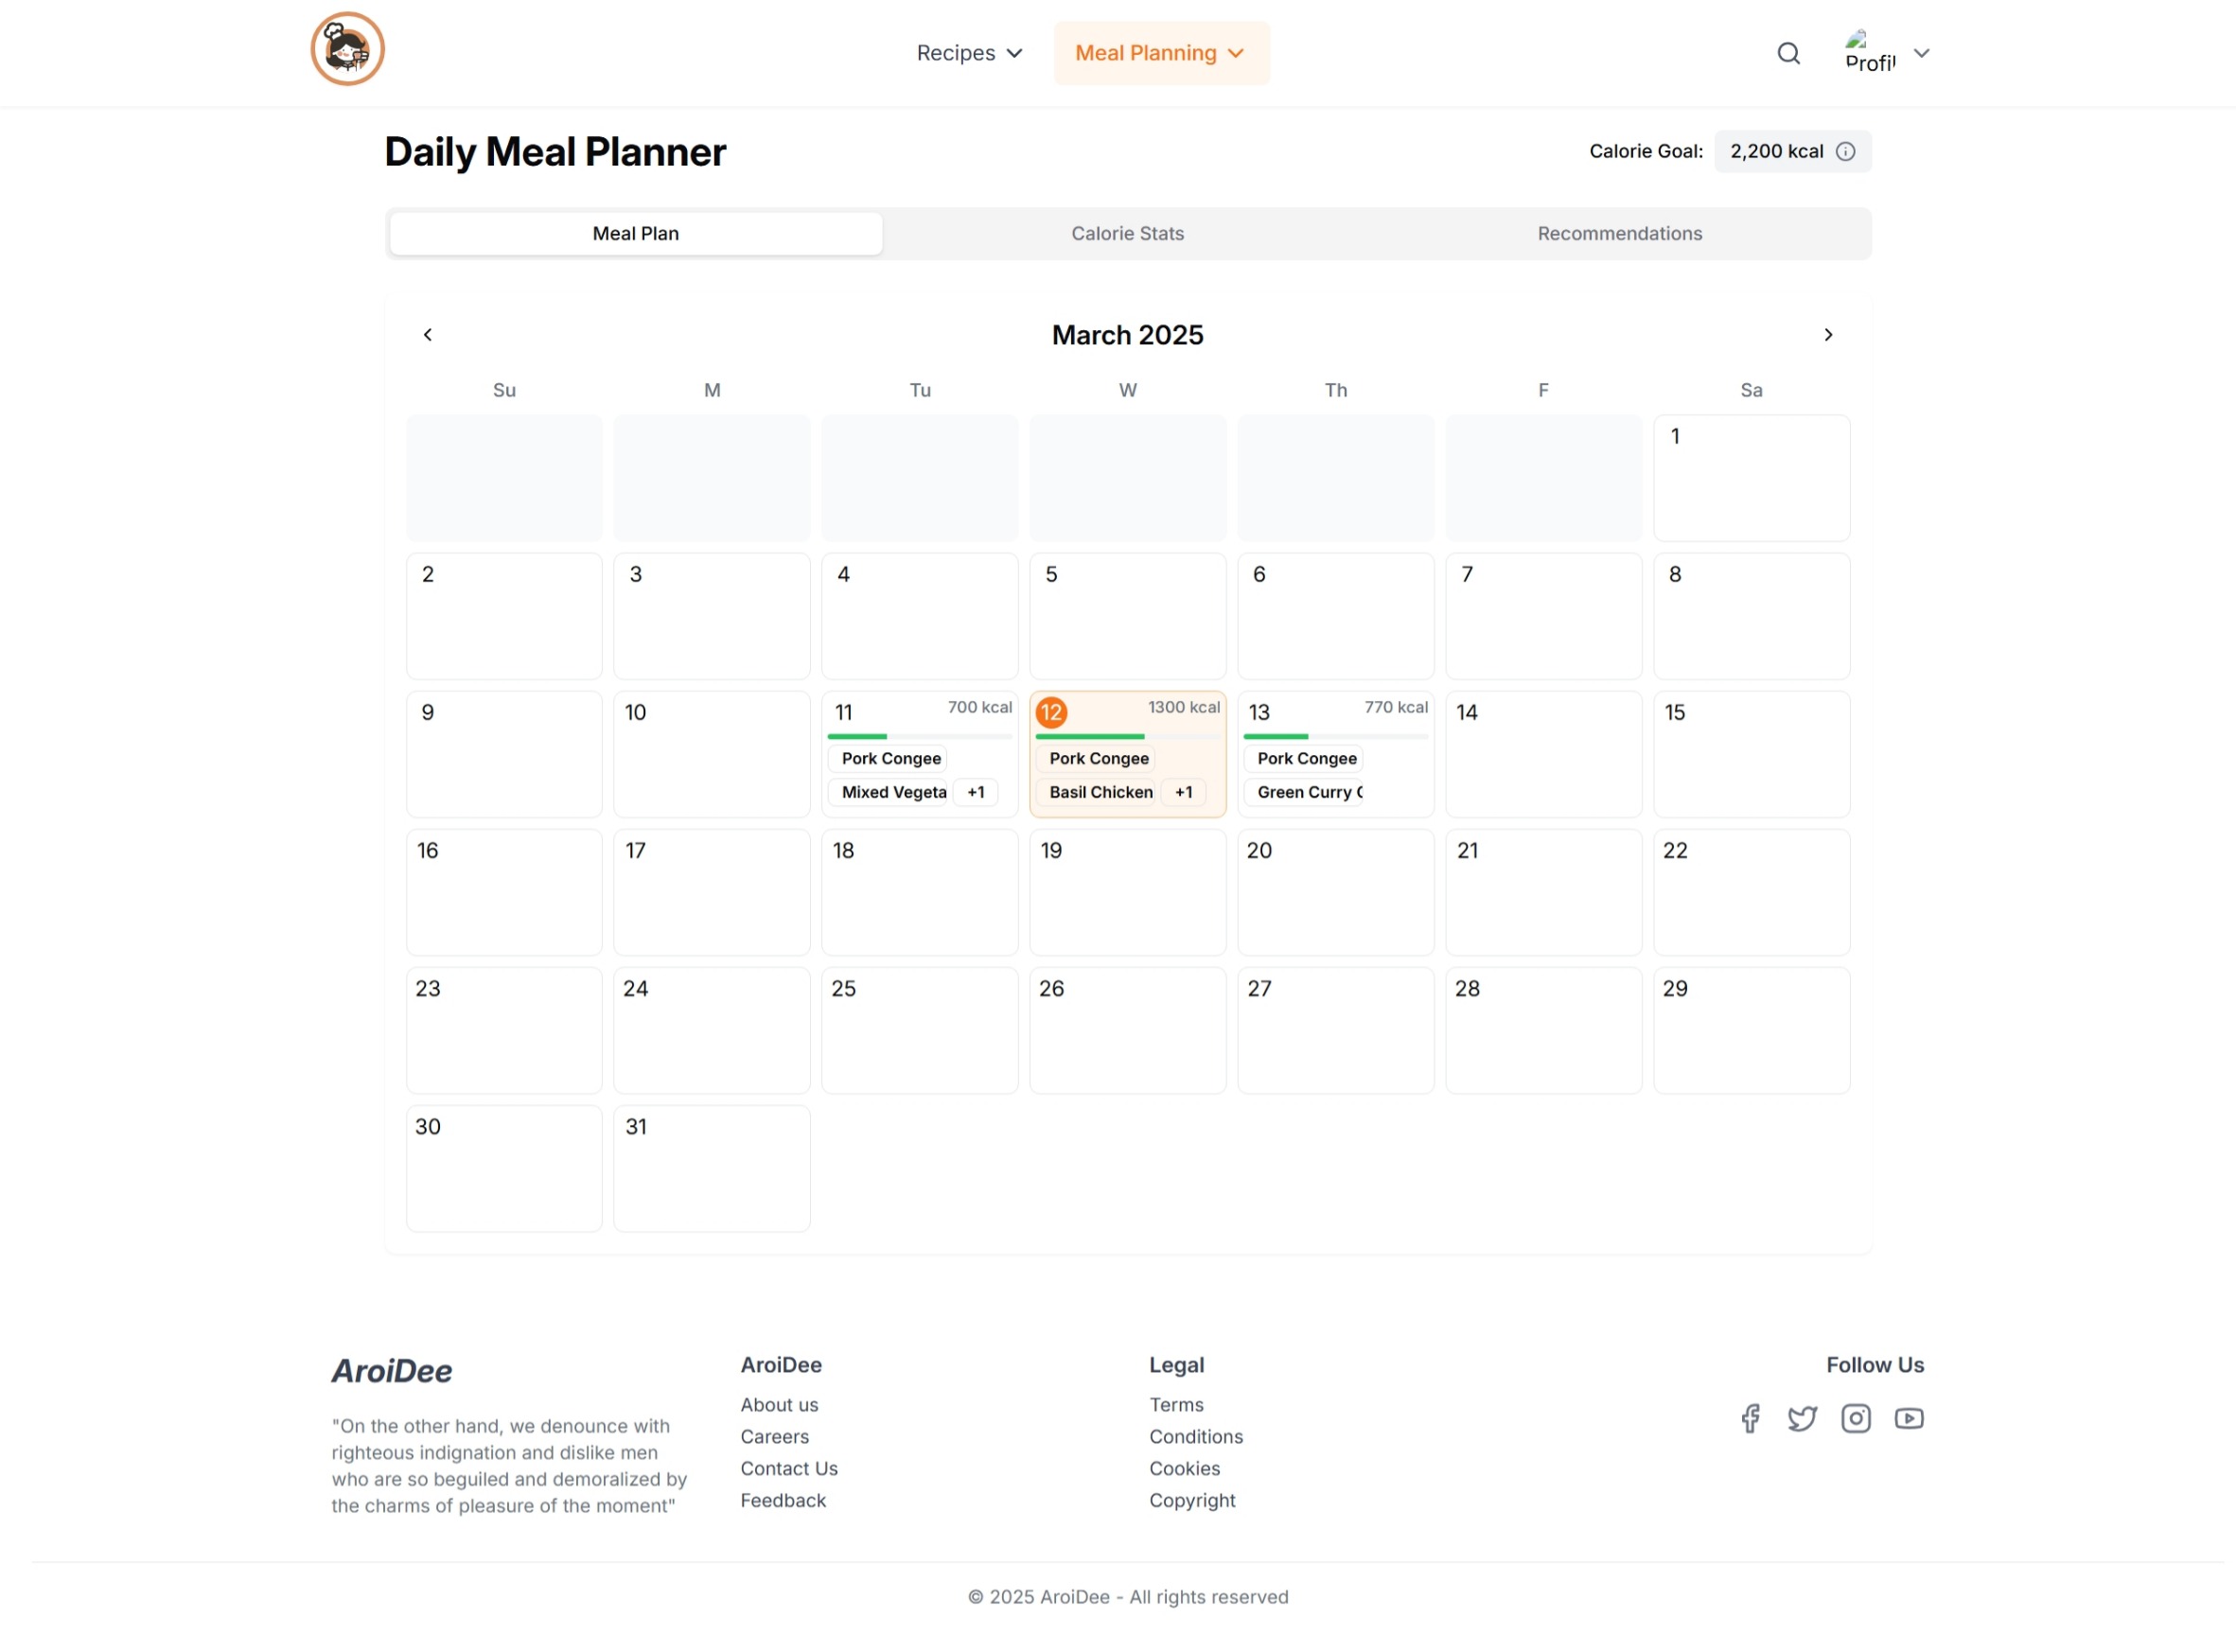 Recipes
Meal Planning
Profil
Daily Meal Planner
Calorie Goal: 2,200 kcal
Meal Plan
Calorie Stats
Recommendations
March 2025
Su M Tu W Th F Sa
1
2 3 4 5 6 7 8
9
10
11 700 kcal
Pork Congee
Mixed Vegeta +1
12 1300 kcal
Pork Congee
Basil Chicken +1
13 770 kcal
Pork Congee
Green Curry
14
15
16 17 18 19 20 21 22
23 24 25 26 27 28 29
30 31
AroiDee
"On the other hand, we denounce with
righteous indignation and dislike men
who are so beguiled and demoralized by
the charms of pleasure of the moment"
AroiDee
About us
Careers
Contact Us
Feedback
Legal
Terms
Conditions
Cookies
Copyright
Follow Us
© 2025 AroiDee - All rights reserved